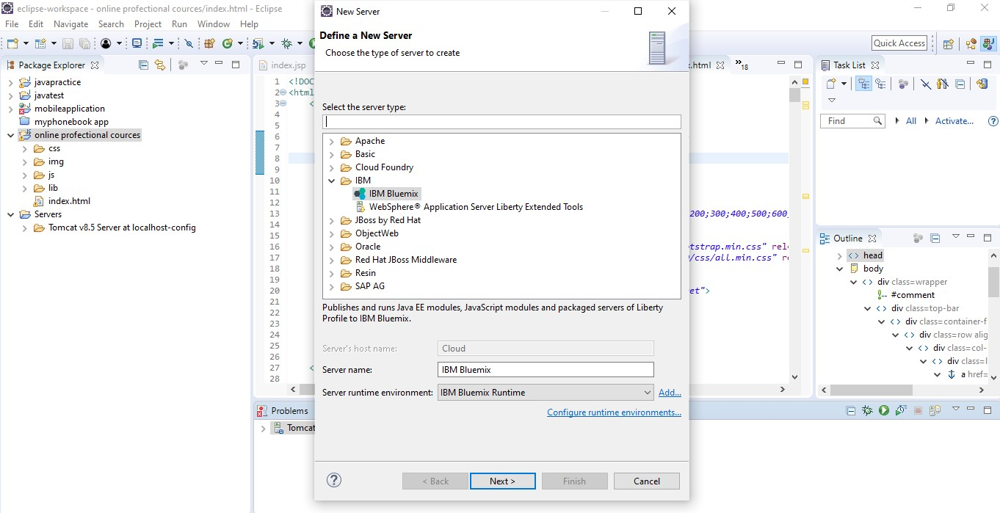 eclipse-workspace - online profectional cources/index.html - Eclipse
File Edit Navigate Search Project Run Window Help
Quick Access
Package Explorer
javapractice
javatest
mobileapplication
myphonebook app
online profectional cources
css
img
js
lib
index.html
Servers
Tomcat v8.5 Server at localhost-config
index.jsp
.html
»18
1 <!DOC
2 <html
3 <
4
5
6
7
8
9
10
11
12
13 200;300;400;500;600;
14
15
16 tstrap.min.css" rel=
17 /css/all.min.css" re
18
19
20 et">
21
22
23
24
25
26
27 <
28
New Server
Define a New Server
Choose the type of server to create
Select the server type:
Apache
Basic
Cloud Foundry
IBM
IBM Bluemix
WebSphere® Application Server Liberty Extended Tools
JBoss by Red Hat
ObjectWeb
Oracle
Red Hat JBoss Middleware
Resin
SAP AG
Publishes and runs Java EE modules, JavaScript modules and packaged servers of Liberty
Profile to IBM Bluemix.
Server's host name: Cloud
Server name: IBM Bluemix
Server runtime environment: IBM Bluemix Runtime Add...
Configure runtime environments...
< Back Next > Finish Cancel
Task List
Find All Activate...
Outline
<> head
body
<> div class=wrapper
#comment
<> div class=top-bar
<> div class=container-f
<> div class=row alig
<> div class=col-
<> div class=l
a href=
Problems
Tomcat